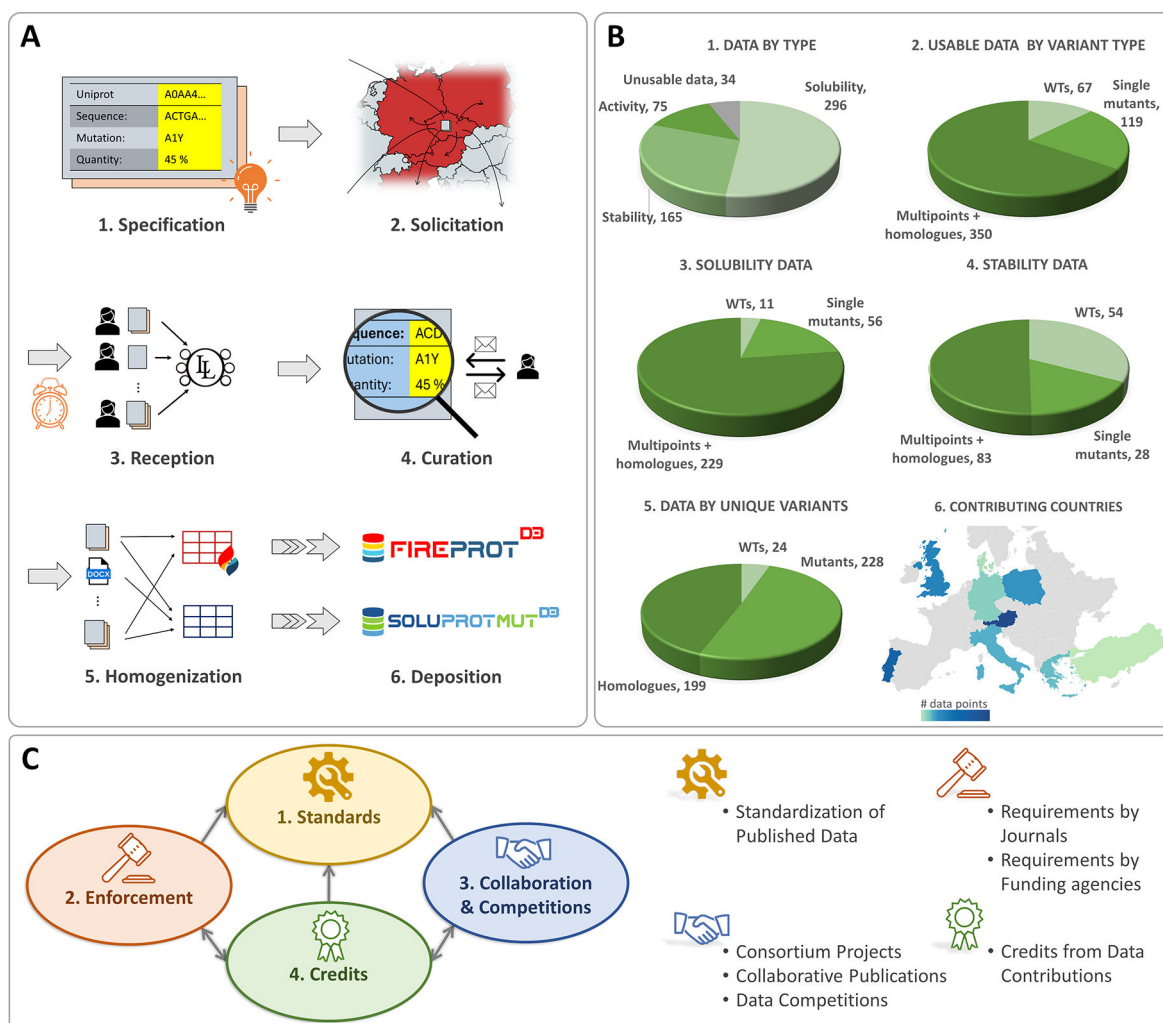 A
Uniprot A0AA4...
Sequence: ACTGA...
Mutation: A1Y
Quantity: 45 %
1. Specification
2. Solicitation
LL
3. Reception
quence: ACD
utation: A1Y
antity: 45 %
4. Curation
DOCX
5. Homogenization
FIREPROT D3
SOLUPROTMUT D3
6. Deposition
B
1. DATA BY TYPE
Unusable data, 34
Activity, 75
Solubility,
296
Stability, 165
2. USABLE DATA BY VARIANT TYPE
WTs, 67
Single
mutants,
119
Multipoints +
homologues, 350
3. SOLUBILITY DATA
WTs, 11
Single
mutants, 56
Multipoints +
homologues, 229
4. STABILITY DATA
WTs, 54
Multipoints +
homologues, 83
Single
mutants, 28
5. DATA BY UNIQUE VARIANTS
WTs, 24
Mutants, 228
Homologues, 199
6. CONTRIBUTING COUNTRIES
# data points
C
1. Standards
2. Enforcement
3. Collaboration
& Competitions
4. Credits
• Standardization of
Published Data
• Requirements by
Journals
• Requirements by
Funding agencies
• Consortium Projects
• Collaborative Publications
• Data Competitions
• Credits from Data
Contributions